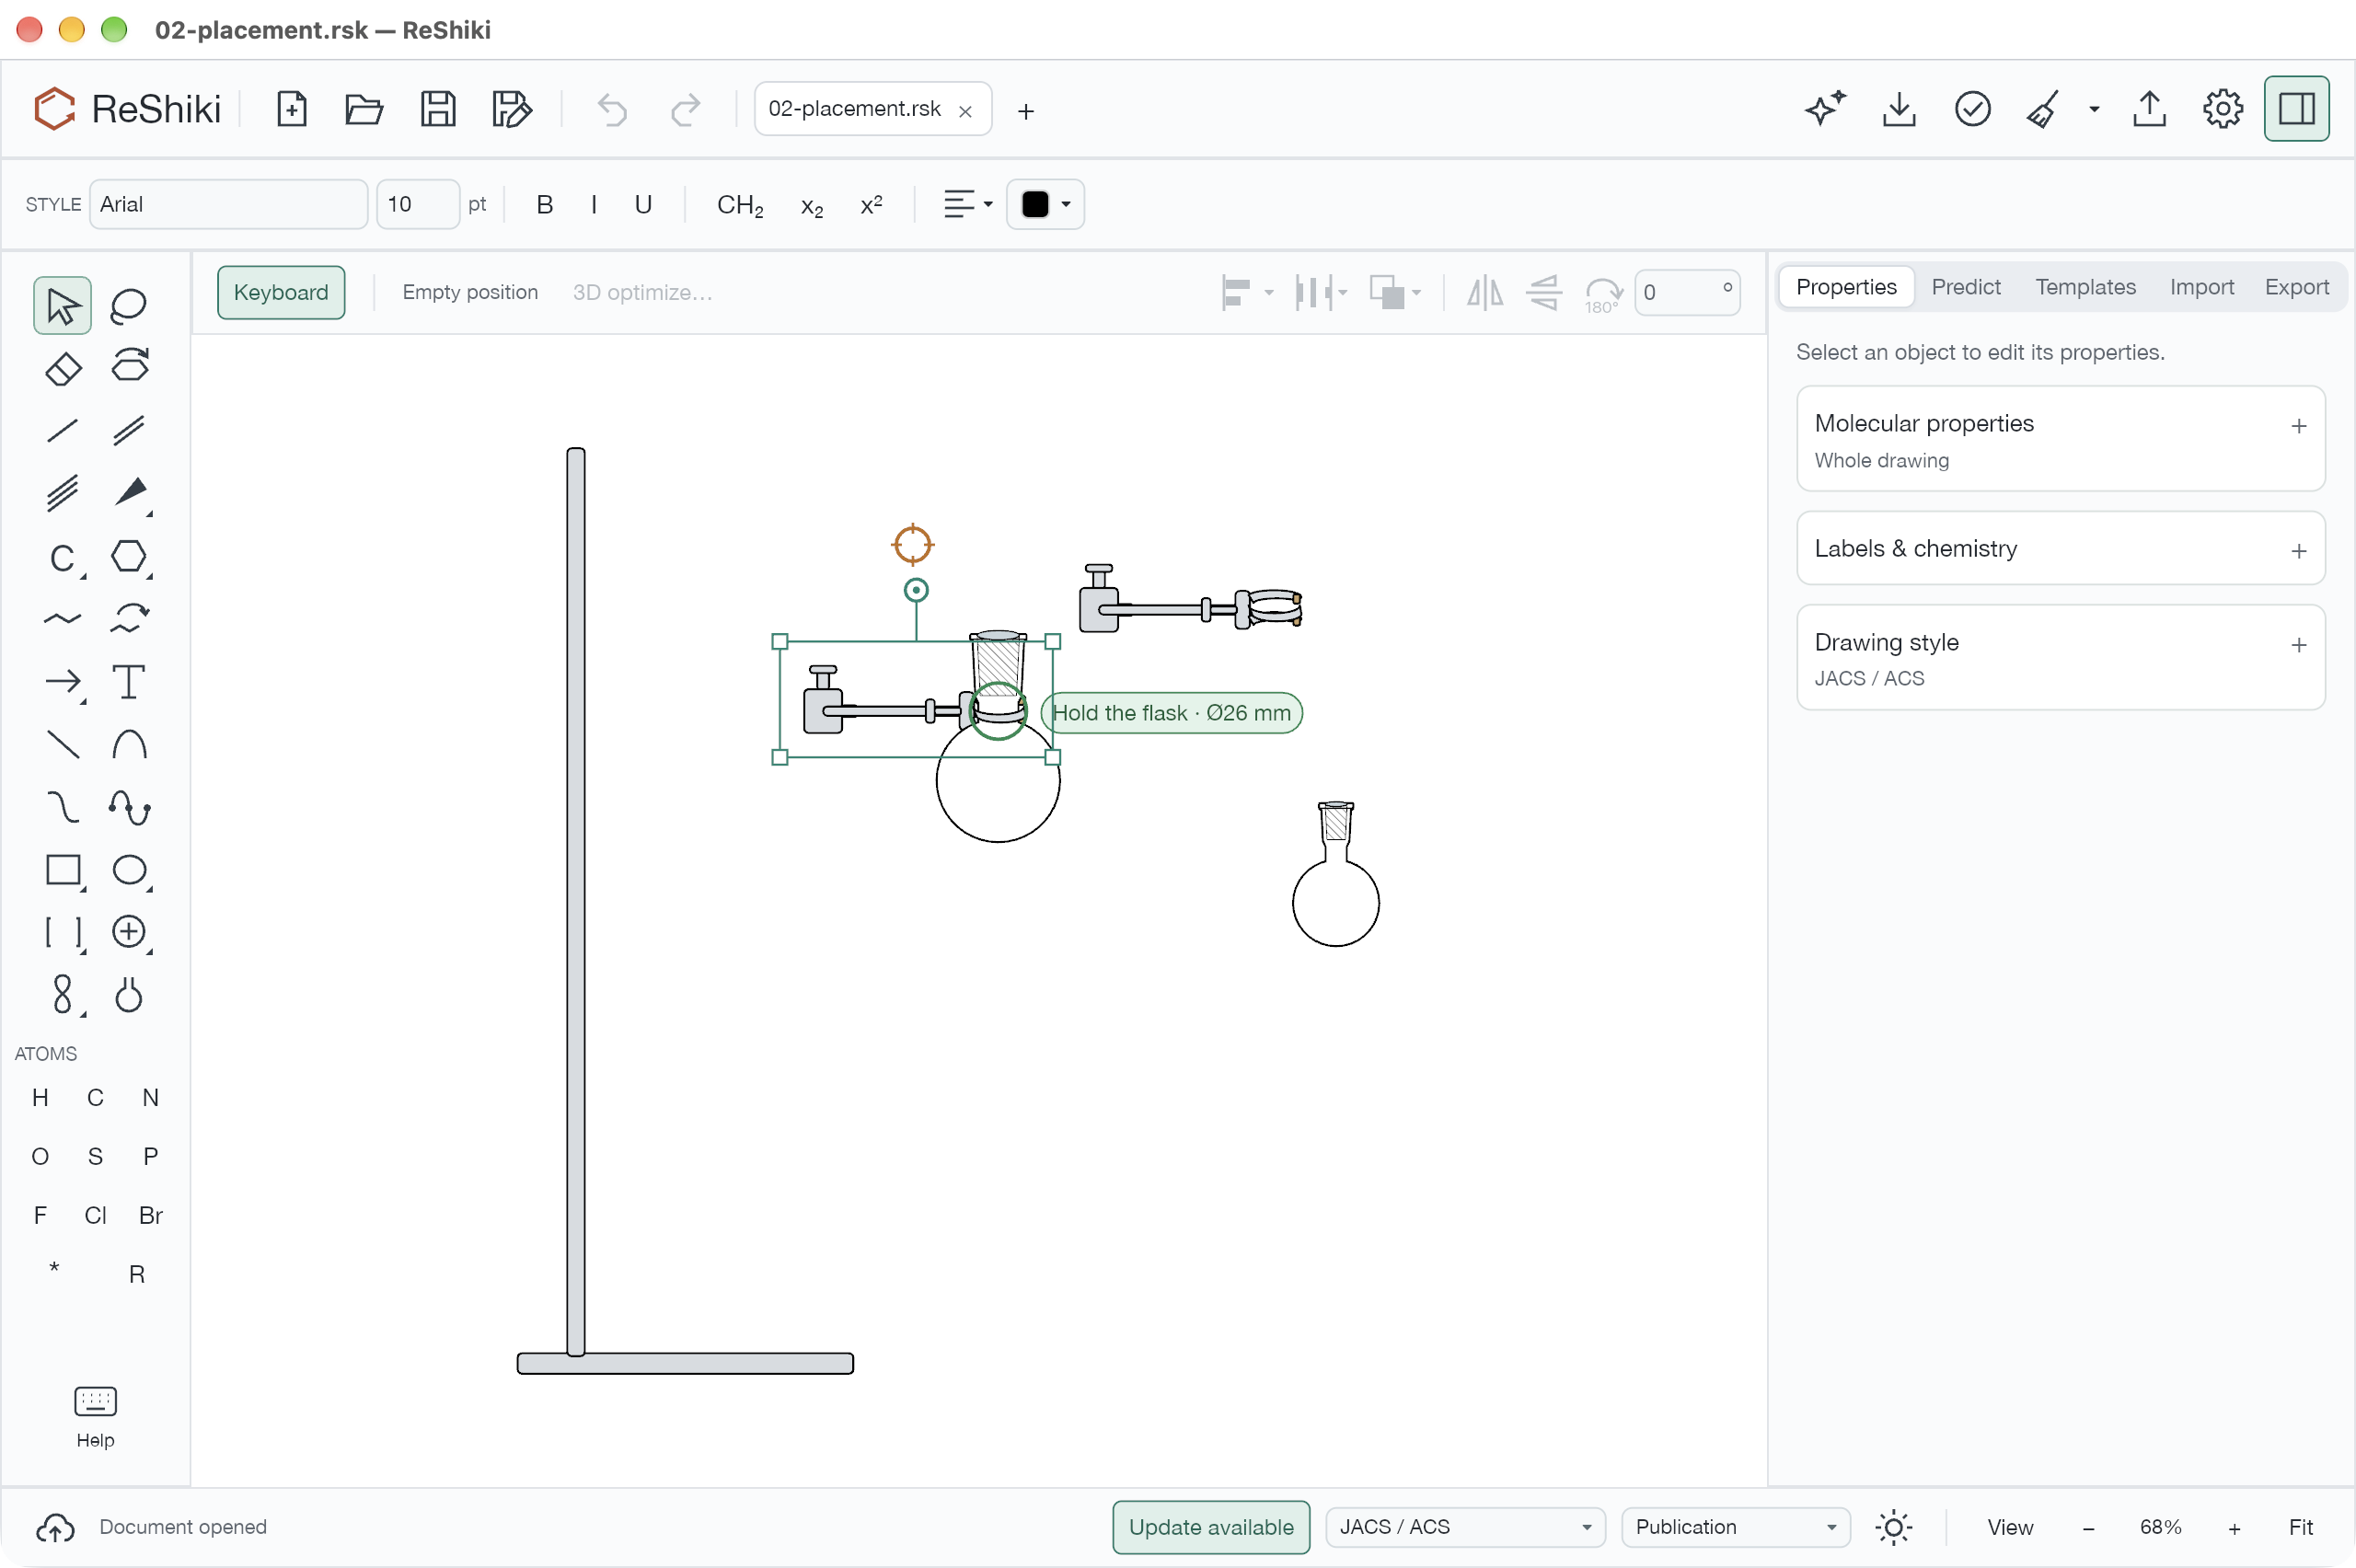 02-placement.rsk — ReShiki
ReShiki
02-placement.rsk
STYLE Arial 10 pt B I U CH₂ x₂ x²
Keyboard Empty position 3D optimize… 180° 0 °
Properties Predict Templates Import Export
Select an object to edit its properties.
Molecular properties
Whole drawing
Labels & chemistry
Drawing style
JACS / ACS
Hold the flask · Ø26 mm
C
T
ATOMS
H C N
O S P
F Cl Br
* R
Help
Document opened
Update available JACS / ACS Publication View − 68% + Fit